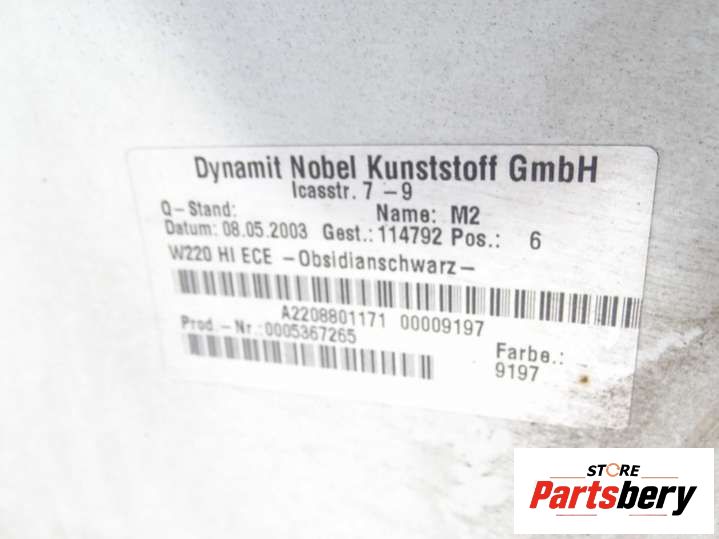 Dynamit Nobel Kunststoff GmbH
Icasstr. 7 -9
Q-Stand: Name: M2
Datum: 08.05.2003 Gest.: 114792 Pos.: 6
W220 HI ECE -Obsidianschwarz-
A2208801171 00009197
Prod.-Nr.:0005367265
Farbe.:
9197
STORE
Partsbery